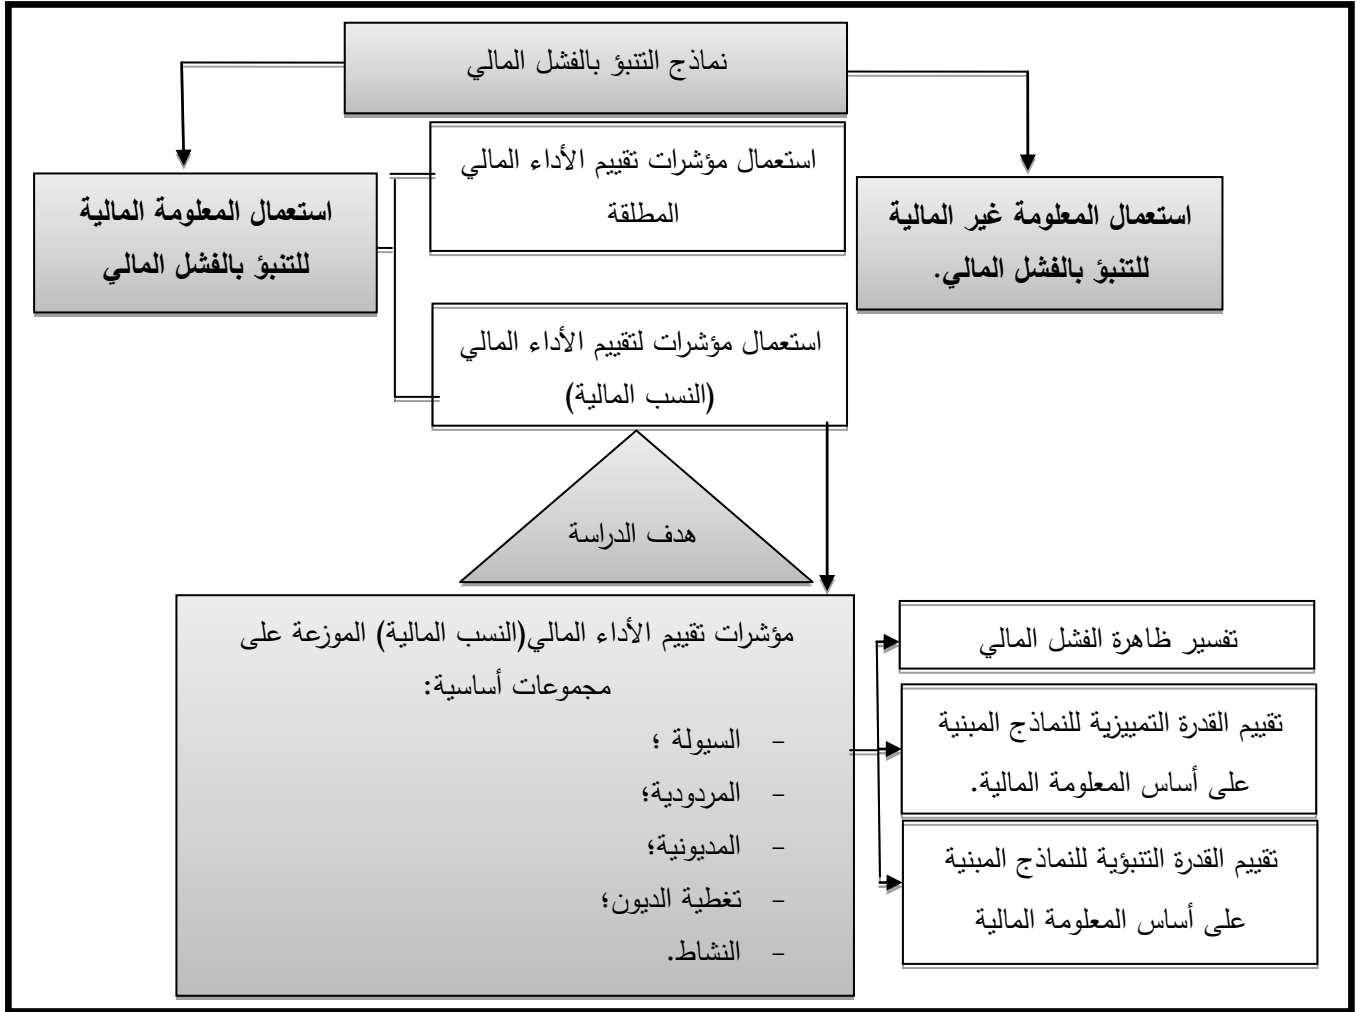 نماذج التنبؤ بالفشل المالي
استعمال مؤشرات تقييم الأداء المالي
المطلقة
استعمال المعلومة غير المالية
للتنبؤ بالفشل المالي.
استعمال المعلومة المالية
للتنبؤ بالفشل المالي
استعمال مؤشرات لتقييم الأداء المالي
(النسب المالية)
هدف الدراسة
مؤشرات تقييم الأداء المالي(النسب المالية) الموزعة على
مجموعات أساسية:
- السيولة ؛
- المردودية؛
- المديونية؛
- تغطية الديون؛
- النشاط.
تفسير ظاهرة الفشل المالي
تقييم القدرة التمييزية للنماذج المبنية
على أساس المعلومة المالية.
تقييم القدرة التنبؤية للنماذج المبنية
على أساس المعلومة المالية